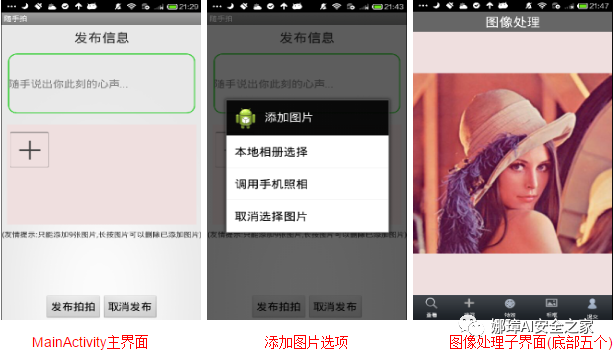 21:29
随手拍
发布信息
随手说出你此刻的心声...
(友情提示:只能添加9张图片,长按图片可以删除已添加图片)
发布拍拍
取消发布
MainActivity主界面
21:43
随手拍
发布信息
随手说出你此刻的心声...
添加图片
本地相册选择
调用手机照相
取消选择图片
(友情提示:只能添加9张图片,长按图片可以删除已添加图片)
发布拍拍
取消发布
添加图片选项
21:47
图像处理
娜璋AI安全之家
图像处理子界面(底部五个)